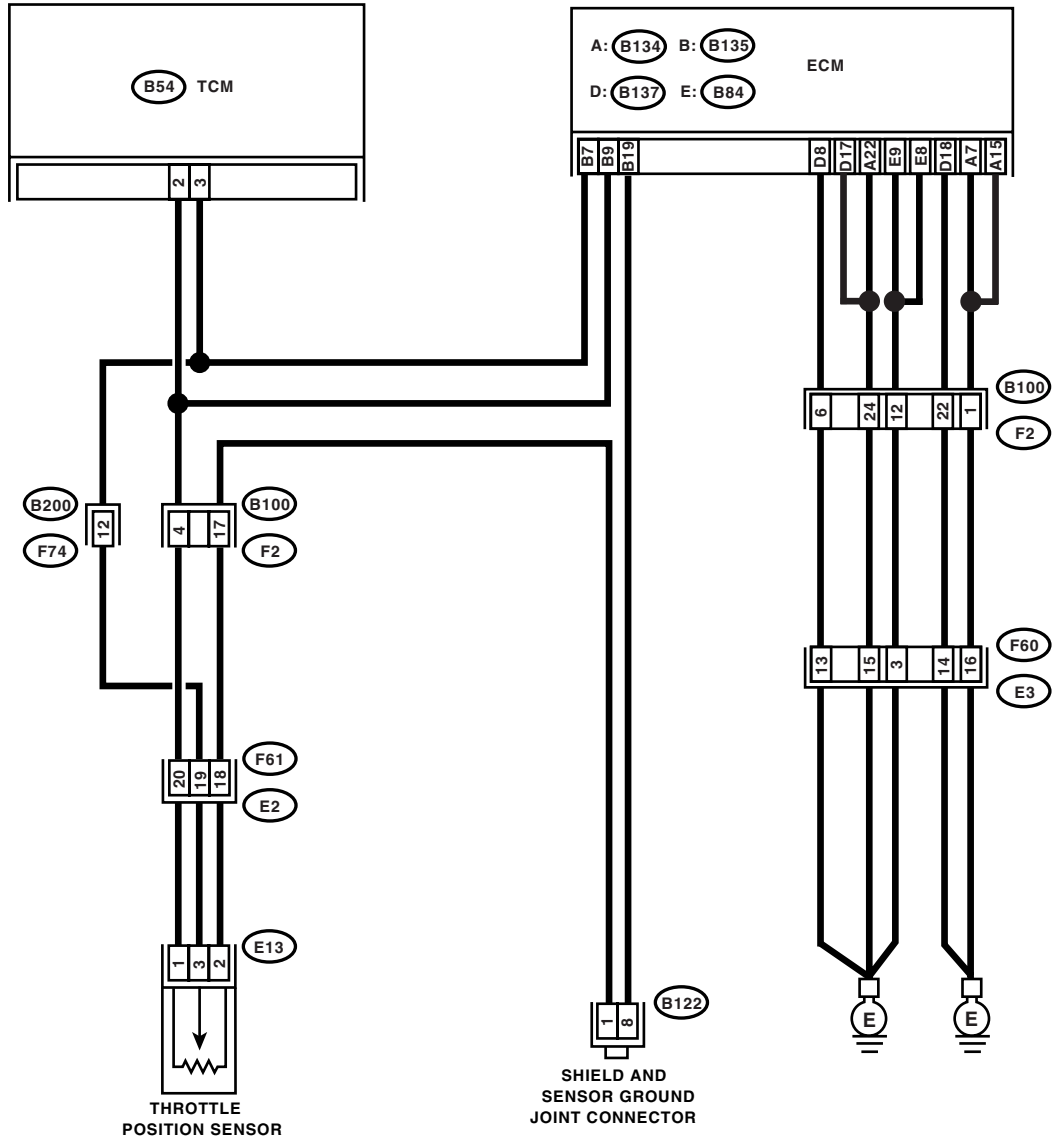 B54 TCM
A: B134 B: B135
D: B137 E: B84
ECM
2 3
B7 B9 B19 D8 D17 A22 E9 E8 D18 A7 A15
B100
6 24 12 22 1
F2
B200
12
F74
B100
4 17
F2
F60
13 15 3 14 16
E3
F61
20 19 18
E2
E13
1 3 2
B122
1 8
E E
THROTTLE
POSITION SENSOR
SHIELD AND
SENSOR GROUND
JOINT CONNECTOR